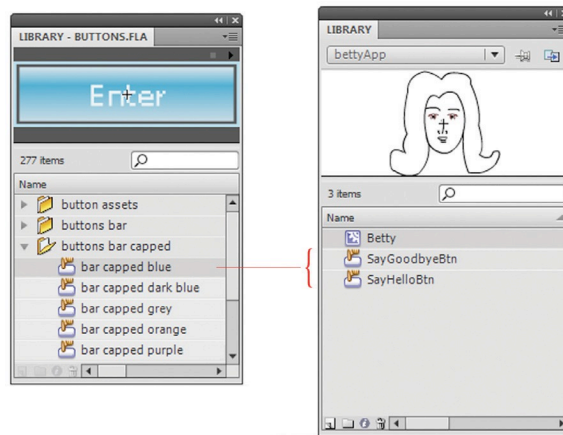 LIBRARY - BUTTONS.FLA
Enter
277 items
Name
button assets
buttons bar
buttons bar capped
bar capped blue
bar capped dark blue
bar capped grey
bar capped orange
bar capped purple
LIBRARY
bettyApp
3 items
Name
Betty
SayGoodbyeBtn
SayHelloBtn